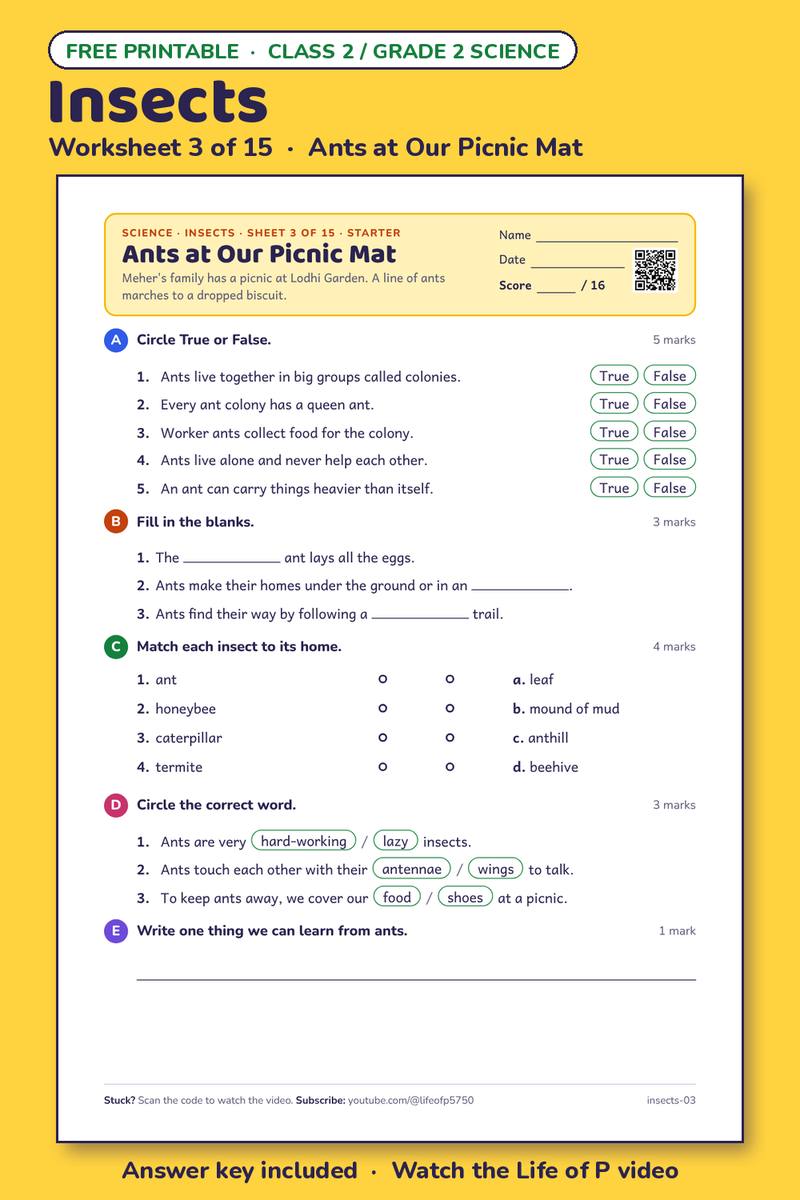 FREE PRINTABLE · CLASS 2 / GRADE 2 SCIENCE
Insects
Worksheet 3 of 15 · Ants at Our Picnic Mat
SCIENCE · INSECTS · SHEET 3 OF 15 · STARTER
Ants at Our Picnic Mat
Meher's family has a picnic at Lodhi Garden. A line of ants
marches to a dropped biscuit.
Name ____________
Date ____________
Score ______ / 16
A Circle True or False. 5 marks
1. Ants live together in big groups called colonies. True False
2. Every ant colony has a queen ant. True False
3. Worker ants collect food for the colony. True False
4. Ants live alone and never help each other. True False
5. An ant can carry things heavier than itself. True False
B Fill in the blanks. 3 marks
1. The ____________ ant lays all the eggs.
2. Ants make their homes under the ground or in an ____________.
3. Ants find their way by following a ____________ trail.
C Match each insect to its home. 4 marks
1. ant a. leaf
2. honeybee b. mound of mud
3. caterpillar c. anthill
4. termite d. beehive
D Circle the correct word. 3 marks
1. Ants are very hard-working / lazy insects.
2. Ants touch each other with their antennae / wings to talk.
3. To keep ants away, we cover our food / shoes at a picnic.
E Write one thing we can learn from ants. 1 mark
Stuck? Scan the code to watch the video. Subscribe: youtube.com/@lifeofp5750 insects-03
Answer key included · Watch the Life of P video